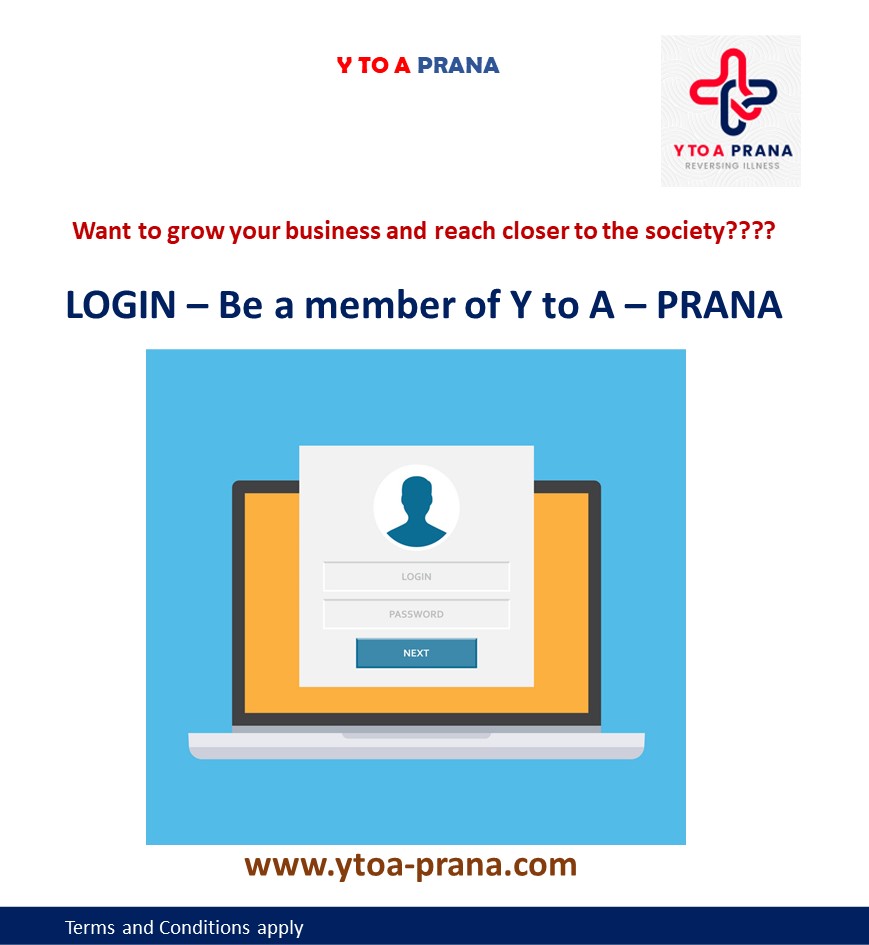 Y TO A PRANA
Y TO A PRANA
REVERSING ILLNESS
Want to grow your business and reach closer to the society????
LOGIN – Be a member of Y to A – PRANA
LOGIN
PASSWORD
NEXT
www.ytoa-prana.com
Terms and Conditions apply